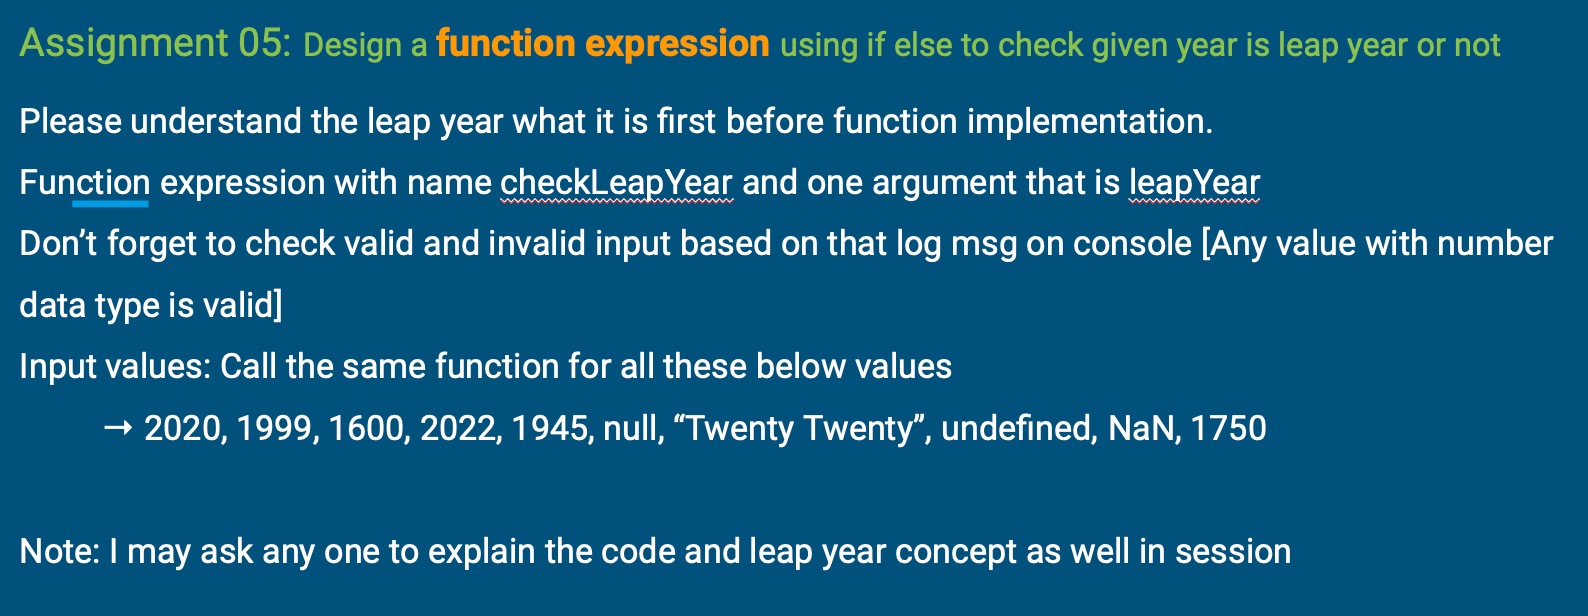 Assignment 05: Design a function expression using if else to check given year is leap year or not
Please understand the leap year what it is first before function implementation.
Function expression with name checkLeapYear and one argument that is leapYear
Don’t forget to check valid and invalid input based on that log msg on console [Any value with number
data type is valid]
Input values: Call the same function for all these below values
→ 2020, 1999, 1600, 2022, 1945, null, “Twenty Twenty”, undefined, NaN, 1750
Note: I may ask any one to explain the code and leap year concept as well in session